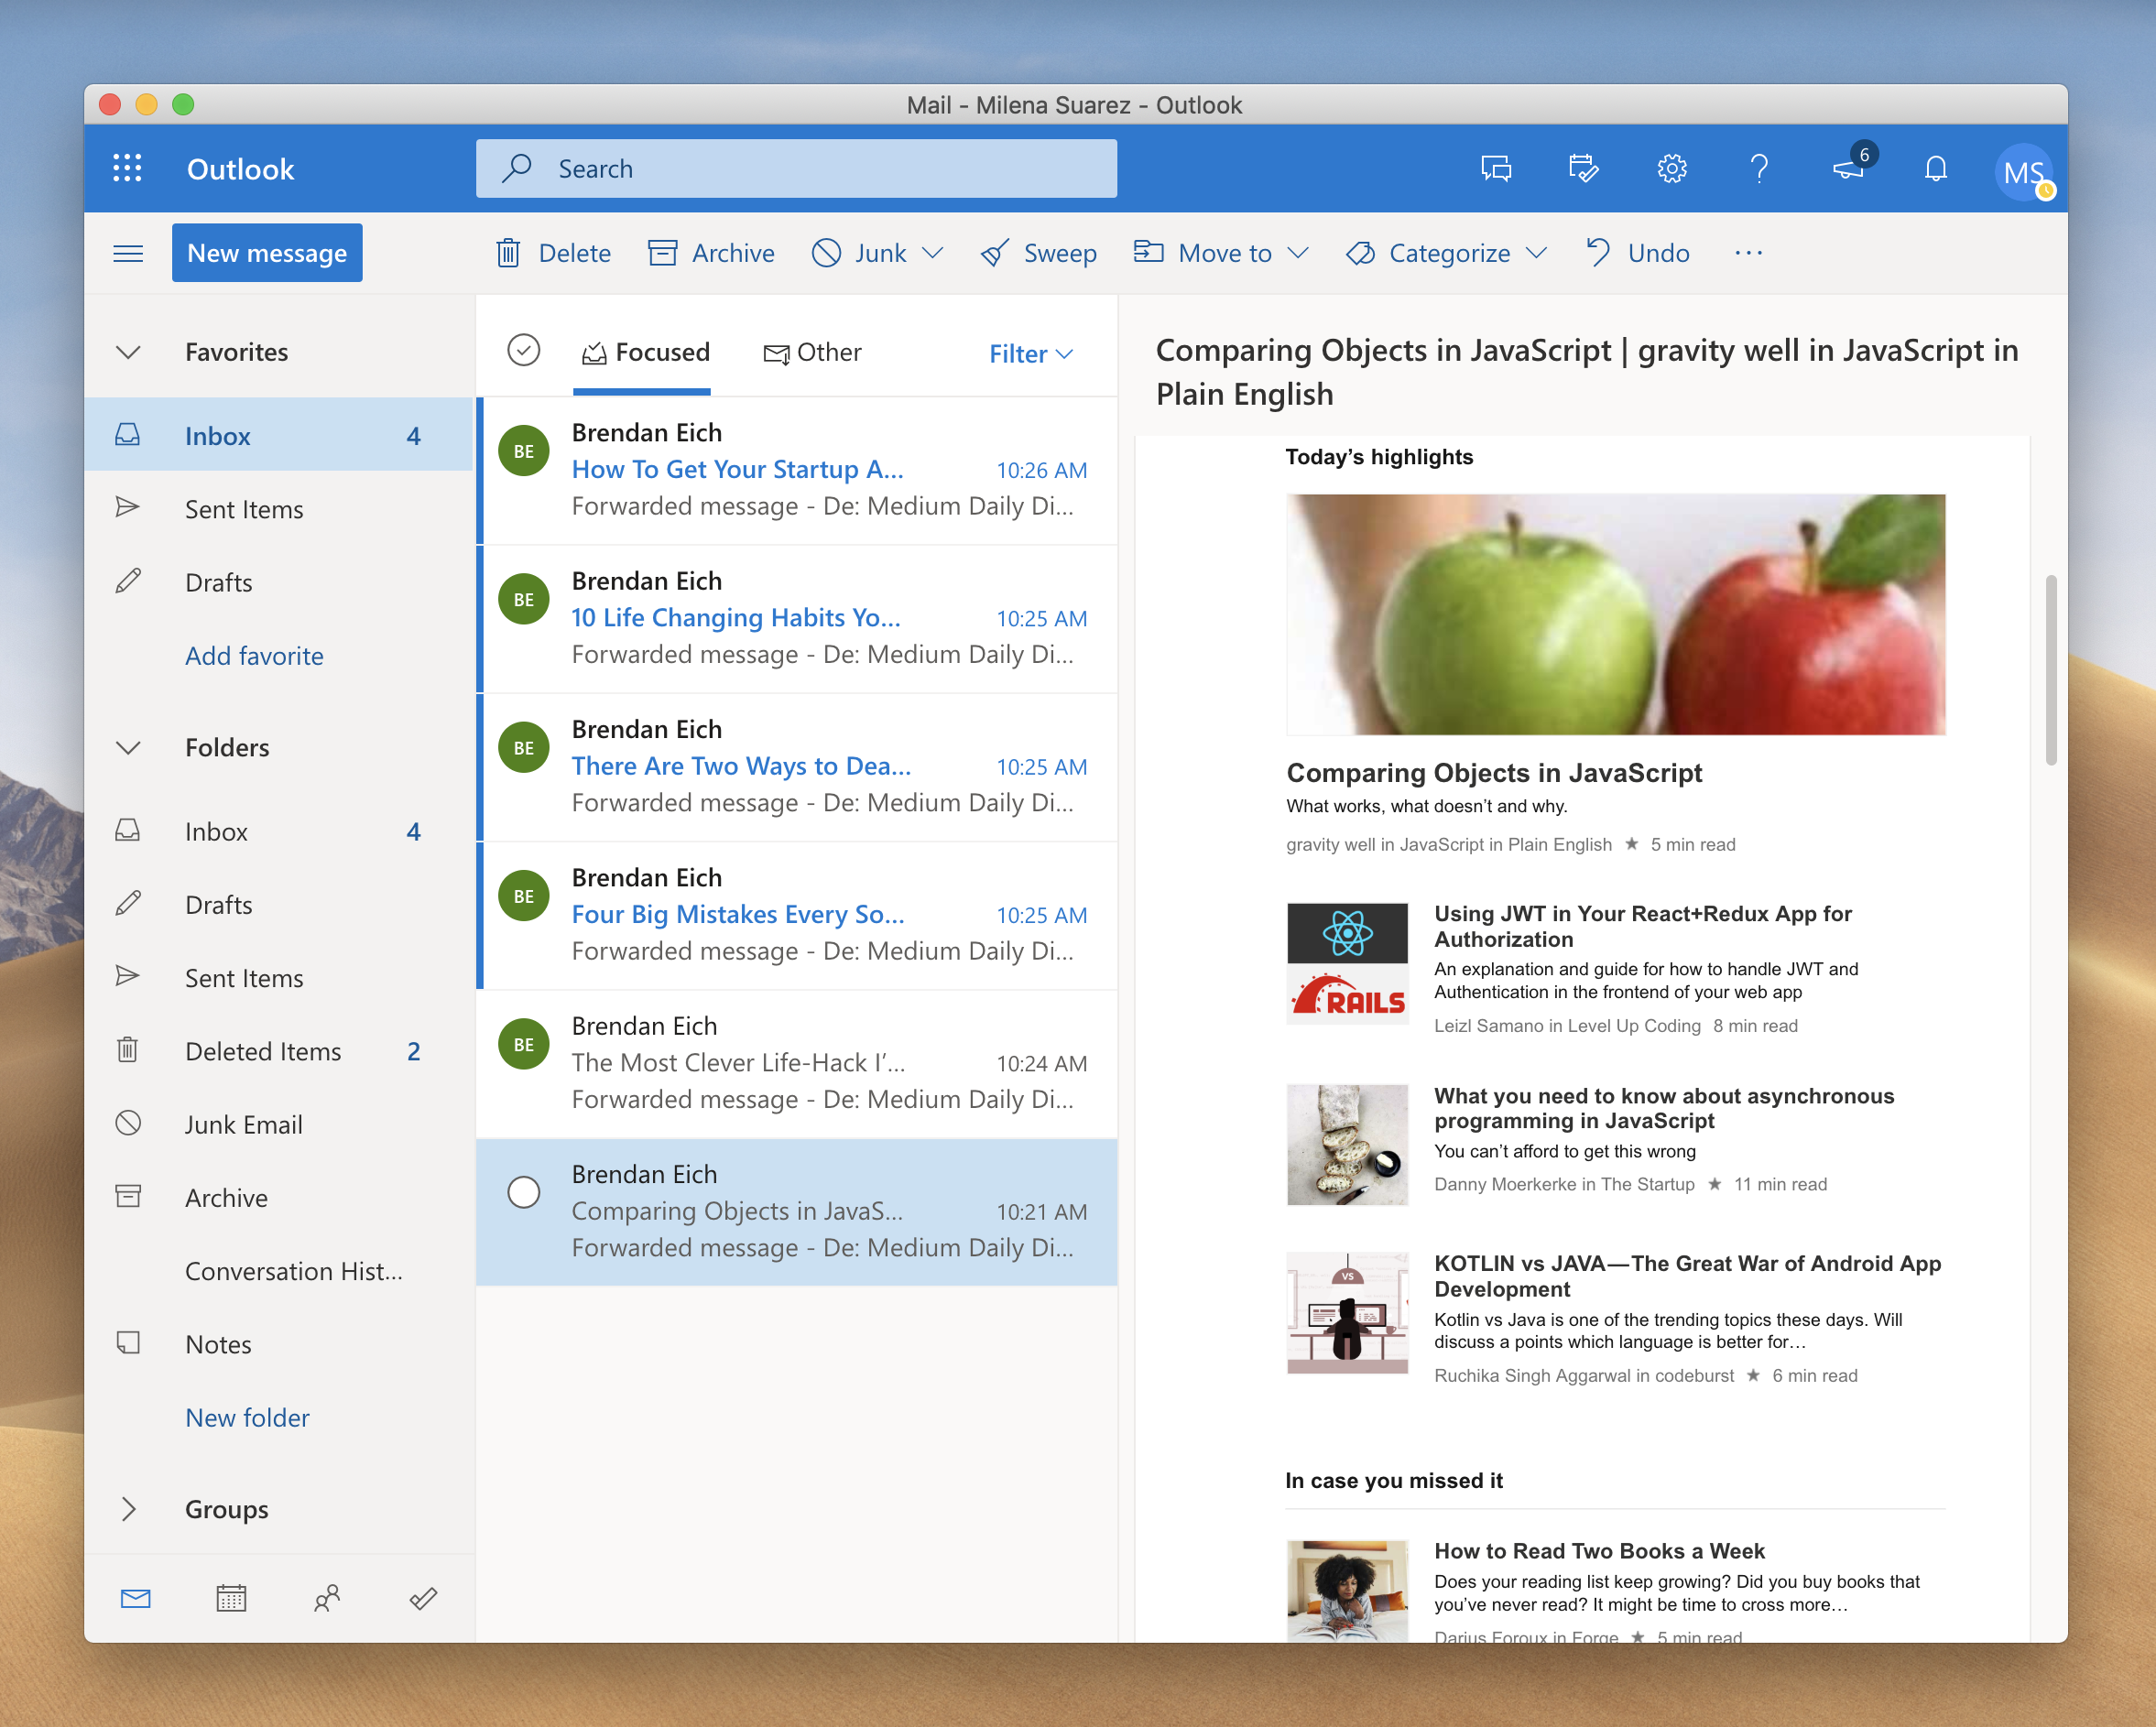 Mail - Milena Suarez - Outlook
Outlook
Search
6
MS
New message
Delete
Archive
Junk
Sweep
Move to
Categorize
Undo
Favorites
Inbox 4
Sent Items
Drafts
Add favorite
Folders
Inbox 4
Drafts
Sent Items
Deleted Items 2
Junk Email
Archive
Conversation Hist...
Notes
New folder
Groups
Focused
Other
Filter
BE
Brendan Eich
How To Get Your Startup A... 10:26 AM
Forwarded message - De: Medium Daily Di...
BE
Brendan Eich
10 Life Changing Habits Yo... 10:25 AM
Forwarded message - De: Medium Daily Di...
BE
Brendan Eich
There Are Two Ways to Dea... 10:25 AM
Forwarded message - De: Medium Daily Di...
BE
Brendan Eich
Four Big Mistakes Every So... 10:25 AM
Forwarded message - De: Medium Daily Di...
BE
Brendan Eich
The Most Clever Life-Hack I’... 10:24 AM
Forwarded message - De: Medium Daily Di...
Brendan Eich
Comparing Objects in JavaS... 10:21 AM
Forwarded message - De: Medium Daily Di...
Comparing Objects in JavaScript | gravity well in JavaScript in
Plain English
Today’s highlights
Comparing Objects in JavaScript
What works, what doesn’t and why.
gravity well in JavaScript in Plain English ★ 5 min read
RAILS
Using JWT in Your React+Redux App for
Authorization
An explanation and guide for how to handle JWT and
Authentication in the frontend of your web app
Leizl Samano in Level Up Coding 8 min read
What you need to know about asynchronous
programming in JavaScript
You can’t afford to get this wrong
Danny Moerkerke in The Startup ★ 11 min read
VS
KOTLIN vs JAVA—The Great War of Android App
Development
Kotlin vs Java is one of the trending topics these days. Will
discuss a points which language is better for…
Ruchika Singh Aggarwal in codeburst ★ 6 min read
In case you missed it
How to Read Two Books a Week
Does your reading list keep growing? Did you buy books that
you’ve never read? It might be time to cross more…
Darius Foroux in Forge ★ 5 min read